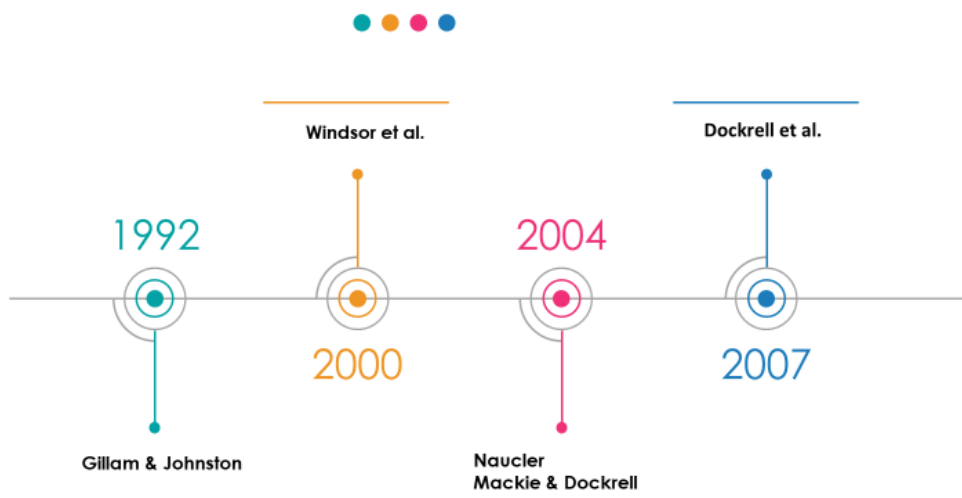 Windsor et al.
Dockrell et al.
1992
2004
2000
2007
Gillam & Johnston
Naucler
Mackie & Dockrell